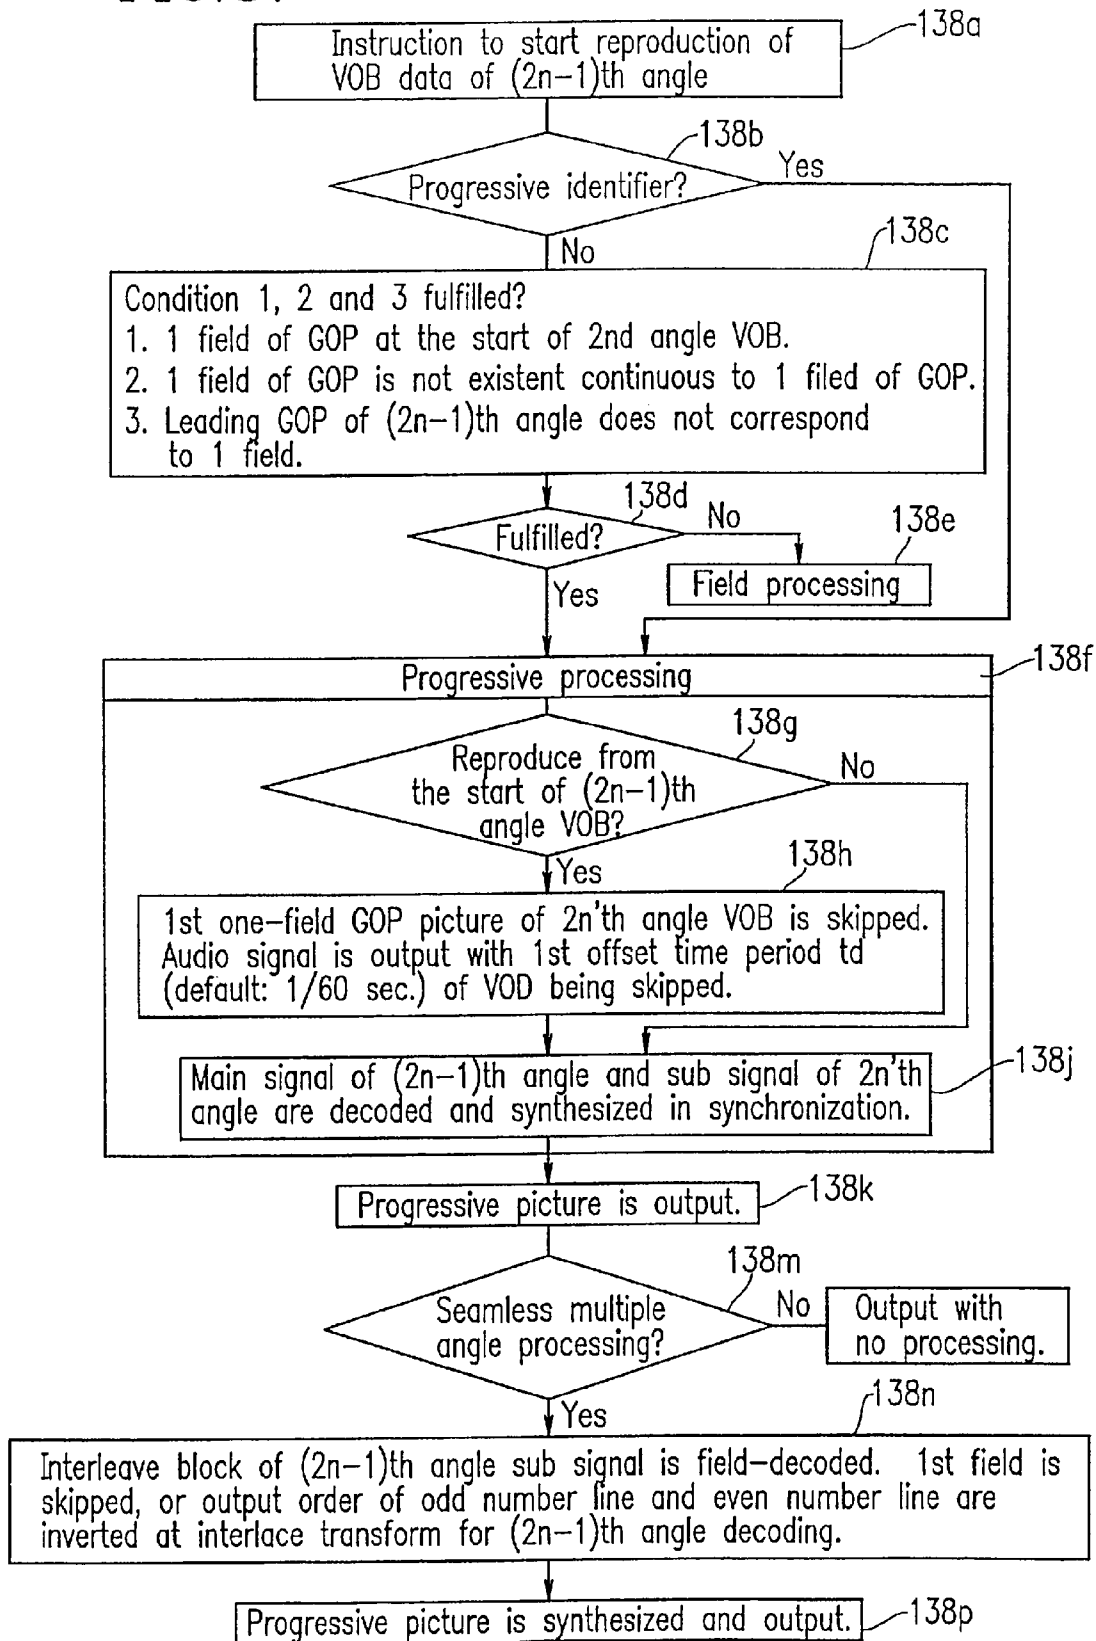 Instruction to start reproduction of
VOB data of (2n-1)th angle
138a
138b
Progressive identifier?
Yes
No
138c
Condition 1, 2 and 3 fulfilled?
1. 1 field of GOP at the start of 2nd angle VOB.
2. 1 field of GOP is not existent continuous to 1 filed of GOP.
3. Leading GOP of (2n-1)th angle does not correspond
to 1 field.
138d
Fulfilled?
No
138e
Field processing
Yes
Progressive processing
138f
138g
Reproduce from
the start of (2n-1)th
angle VOB?
No
Yes
138h
1st one-field GOP picture of 2n'th angle VOB is skipped.
Audio signal is output with 1st offset time period td
(default: 1/60 sec.) of VOD being skipped.
Main signal of (2n-1)th angle and sub signal of 2n'th
angle are decoded and synthesized in synchronization.
138j
Progressive picture is output.
138k
138m
Seamless multiple
angle processing?
No
Output with
no processing.
Yes
138n
Interleave block of (2n-1)th angle sub signal is field-decoded. 1st field is
skipped, or output order of odd number line and even number line are
inverted at interlace transform for (2n-1)th angle decoding.
Progressive picture is synthesized and output.
138p